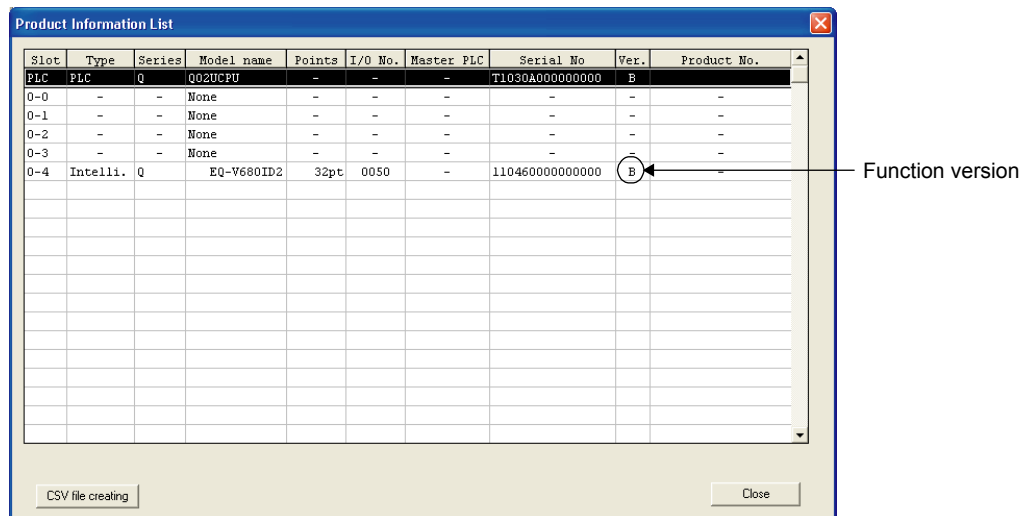 Product Information List
Slot Type Series Model name Points I/O No. Master PLC Serial No Ver. Product No.
PLC PLC Q Q02UCPU - - - T1030A000000000 B
0-0 - - None - - - - - -
0-1 - - None - - - - - -
0-2 - - None - - - - - -
0-3 - - None - - - - - -
0-4 Intelli. Q EQ-V680ID2 32pt 0050 - 110460000000000 B -
Function version
CSV file creating Close